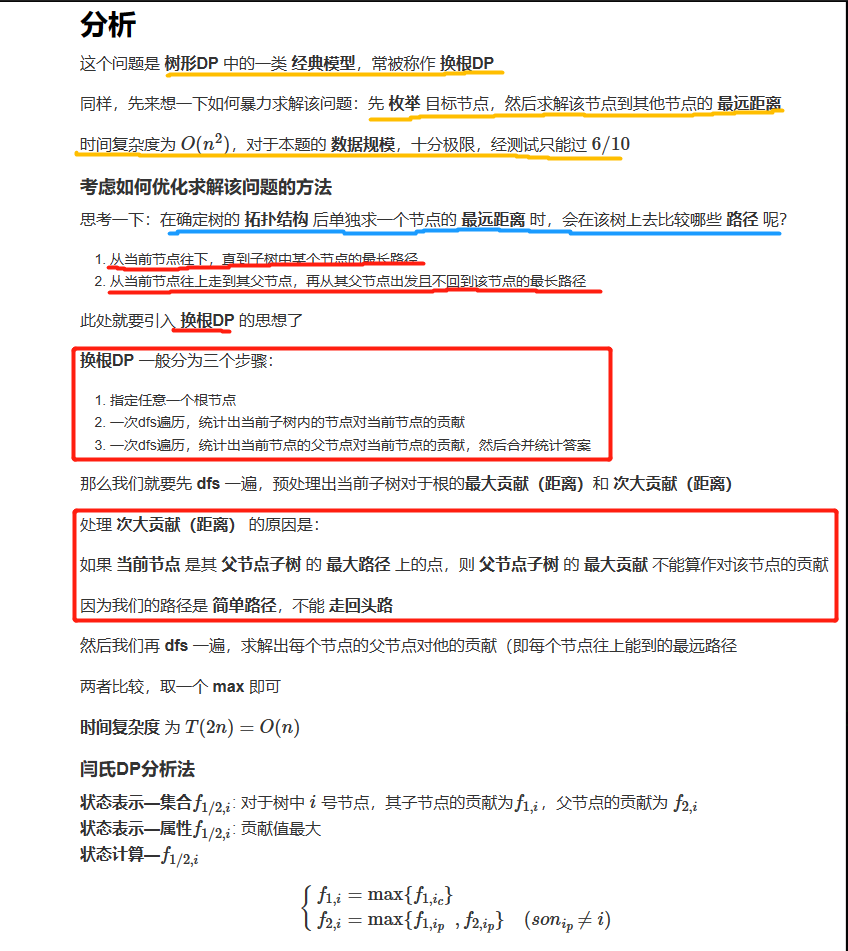 分析
这个问题是 树形DP 中的一类 经典模型，常被称作 换根DP
同样，先来想一下如何暴力求解该问题：先 枚举 目标节点，然后求解该节点到其他节点的 最远距离
时间复杂度为 O(n²)，对于本题的 数据规模，十分极限，经测试只能过 6/10
考虑如何优化求解该问题的方法
思考一下：在确定树的 拓扑结构 后单独求一个节点的 最远距离 时，会在该树上去比较哪些 路径 呢？
1. 从当前节点往下，直到子树中某个节点的最长路径
2. 从当前节点往上走到其父节点，再从其父节点出发且不回到该节点的最长路径
此处就要引入 换根DP 的思想了
换根DP 一般分为三个步骤：
1. 指定任意一个根节点
2. 一次dfs遍历，统计出当前子树内的节点对当前节点的贡献
3. 一次dfs遍历，统计出当前节点的父节点对当前节点的贡献，然后合并统计答案
那么我们就要先 dfs 一遍，预处理出当前子树对于根的最大贡献（距离）和 次大贡献（距离）
处理 次大贡献（距离） 的原因是：
如果 当前节点 是其 父节点子树 的 最大路径 上的点，则 父节点子树 的 最大贡献 不能算作对该节点的贡献
因为我们的路径是 简单路径，不能 走回头路
然后我们再 dfs 一遍，求解出每个节点的父节点对他的贡献（即每个节点往上能到的最远路径
两者比较，取一个 max 即可
时间复杂度 为 T(2n) = O(n)
闫氏DP分析法
状态表示—集合f_{1/2,i}: 对于树中 i 号节点，其子节点的贡献为f_{1,i}，父节点的贡献为 f_{2,i}
状态表示—属性f_{1/2,i}: 贡献值最大
状态计算—f_{1/2,i}
f_{1,i} = max{f_{1,i_c}}
f_{2,i} = max{f_{1,i_p} , f_{2,i_p}} (son_{i_p} ≠ i)